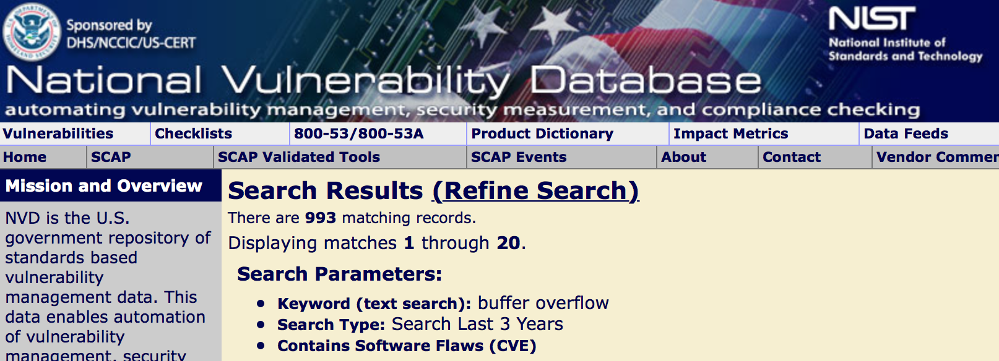 Sponsored by
DHS/NCCIC/US-CERT
NIST
National Institute of
Standards and Technology
National Vulnerability Database
automating vulnerability management, security measurement, and compliance checking
Vulnerabilities Checklists 800-53/800-53A Product Dictionary Impact Metrics Data Feeds
Home SCAP SCAP Validated Tools SCAP Events About Contact Vendor Commen
Mission and Overview
NVD is the U.S.
government repository of
standards based
vulnerability
management data. This
data enables automation
of vulnerability
management, security
Search Results (Refine Search)
There are 993 matching records.
Displaying matches 1 through 20.
Search Parameters:
• Keyword (text search): buffer overflow
• Search Type: Search Last 3 Years
• Contains Software Flaws (CVE)